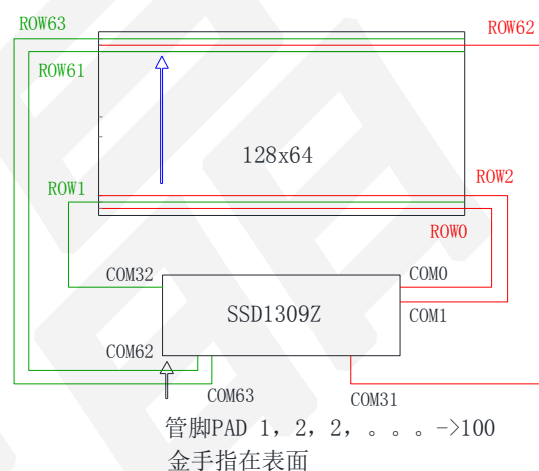 ROW63
ROW62
ROW61
128x64
ROW1
ROW2
ROW0
COM32
COM0
SSD1309Z
COM1
COM62
COM63
COM31
管脚PAD 1, 2, 2, 。。。->100
金手指在表面